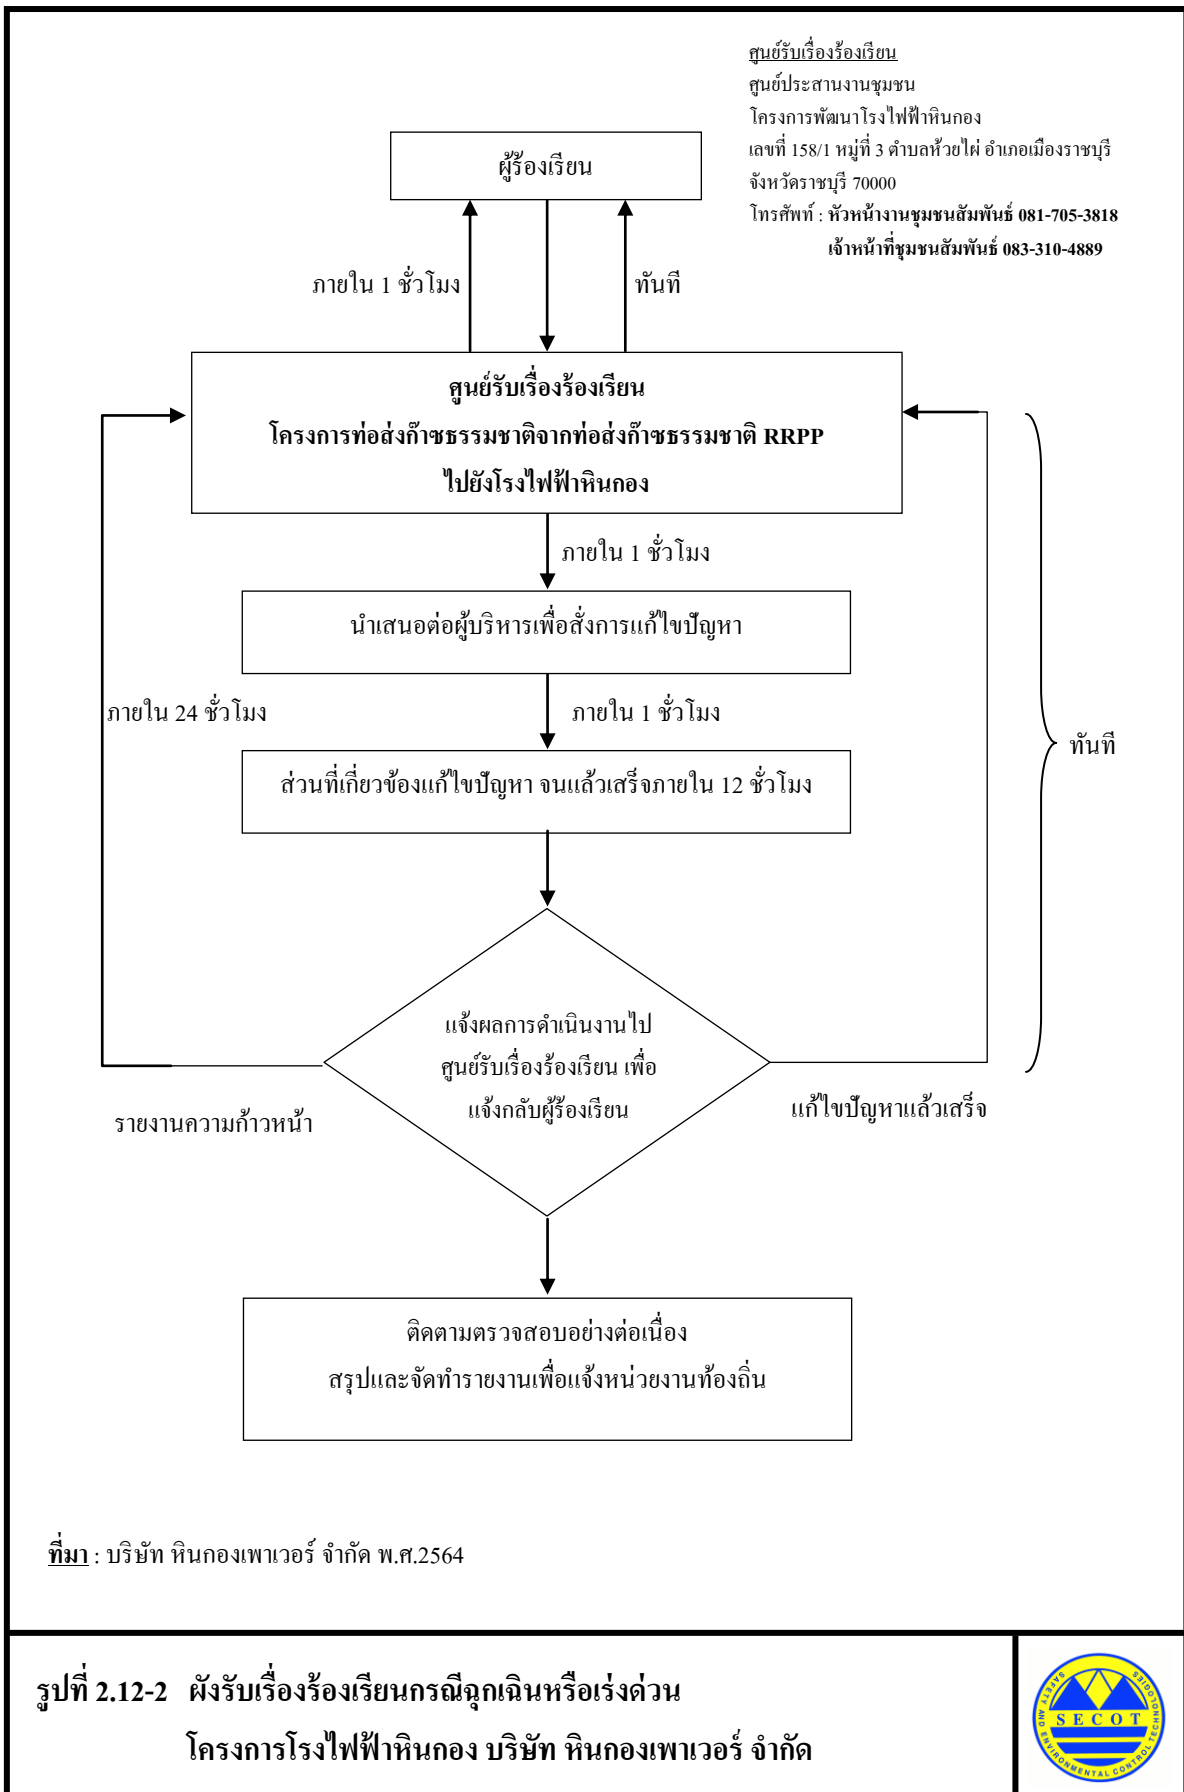 ศูนย์รับเรื่องร้องเรียน
ศูนย์ประสานงานชุมชน
โครงการพัฒนาโรงไฟฟ้าหินกอง
เลขที่ 158/1 หมู่ที่ 3 ตำบลห้วยไผ่ อำเภอเมืองราชบุรี
จังหวัดราชบุรี 70000
โทรศัพท์ : หัวหน้างานชุมชนสัมพันธ์ 081-705-3818
เจ้าหน้าที่ชุมชนสัมพันธ์ 083-310-4889
ผู้ร้องเรียน
ภายใน 1 ชั่วโมง
ทันที
ศูนย์รับเรื่องร้องเรียน
โครงการท่อส่งก๊าซธรรมชาติจากท่อส่งก๊าซธรรมชาติ RRPP
ไปยังโรงไฟฟ้าหินกอง
ภายใน 1 ชั่วโมง
นำเสนอต่อผู้บริหารเพื่อสั่งการแก้ไขปัญหา
ภายใน 24 ชั่วโมง
ภายใน 1 ชั่วโมง
ทันที
ส่วนที่เกี่ยวข้องแก้ไขปัญหา จนแล้วเสร็จภายใน 12 ชั่วโมง
แจ้งผลการดำเนินงานไป
ศูนย์รับเรื่องร้องเรียน เพื่อ
แจ้งกลับผู้ร้องเรียน
รายงานความก้าวหน้า
แก้ไขปัญหาแล้วเสร็จ
ติดตามตรวจสอบอย่างต่อเนื่อง
สรุปและจัดทำรายงานเพื่อแจ้งหน่วยงานท้องถิ่น
ที่มา : บริษัท หินกองเพาเวอร์ จำกัด พ.ศ.2564
รูปที่ 2.12-2 ผังรับเรื่องร้องเรียนกรณีฉุกเฉินหรือเร่งด่วน
โครงการโรงไฟฟ้าหินกอง บริษัท หินกองเพาเวอร์ จำกัด
SECOT
SAFETY AND ENVIRONMENTAL CONTROL TECHNOLOGIES